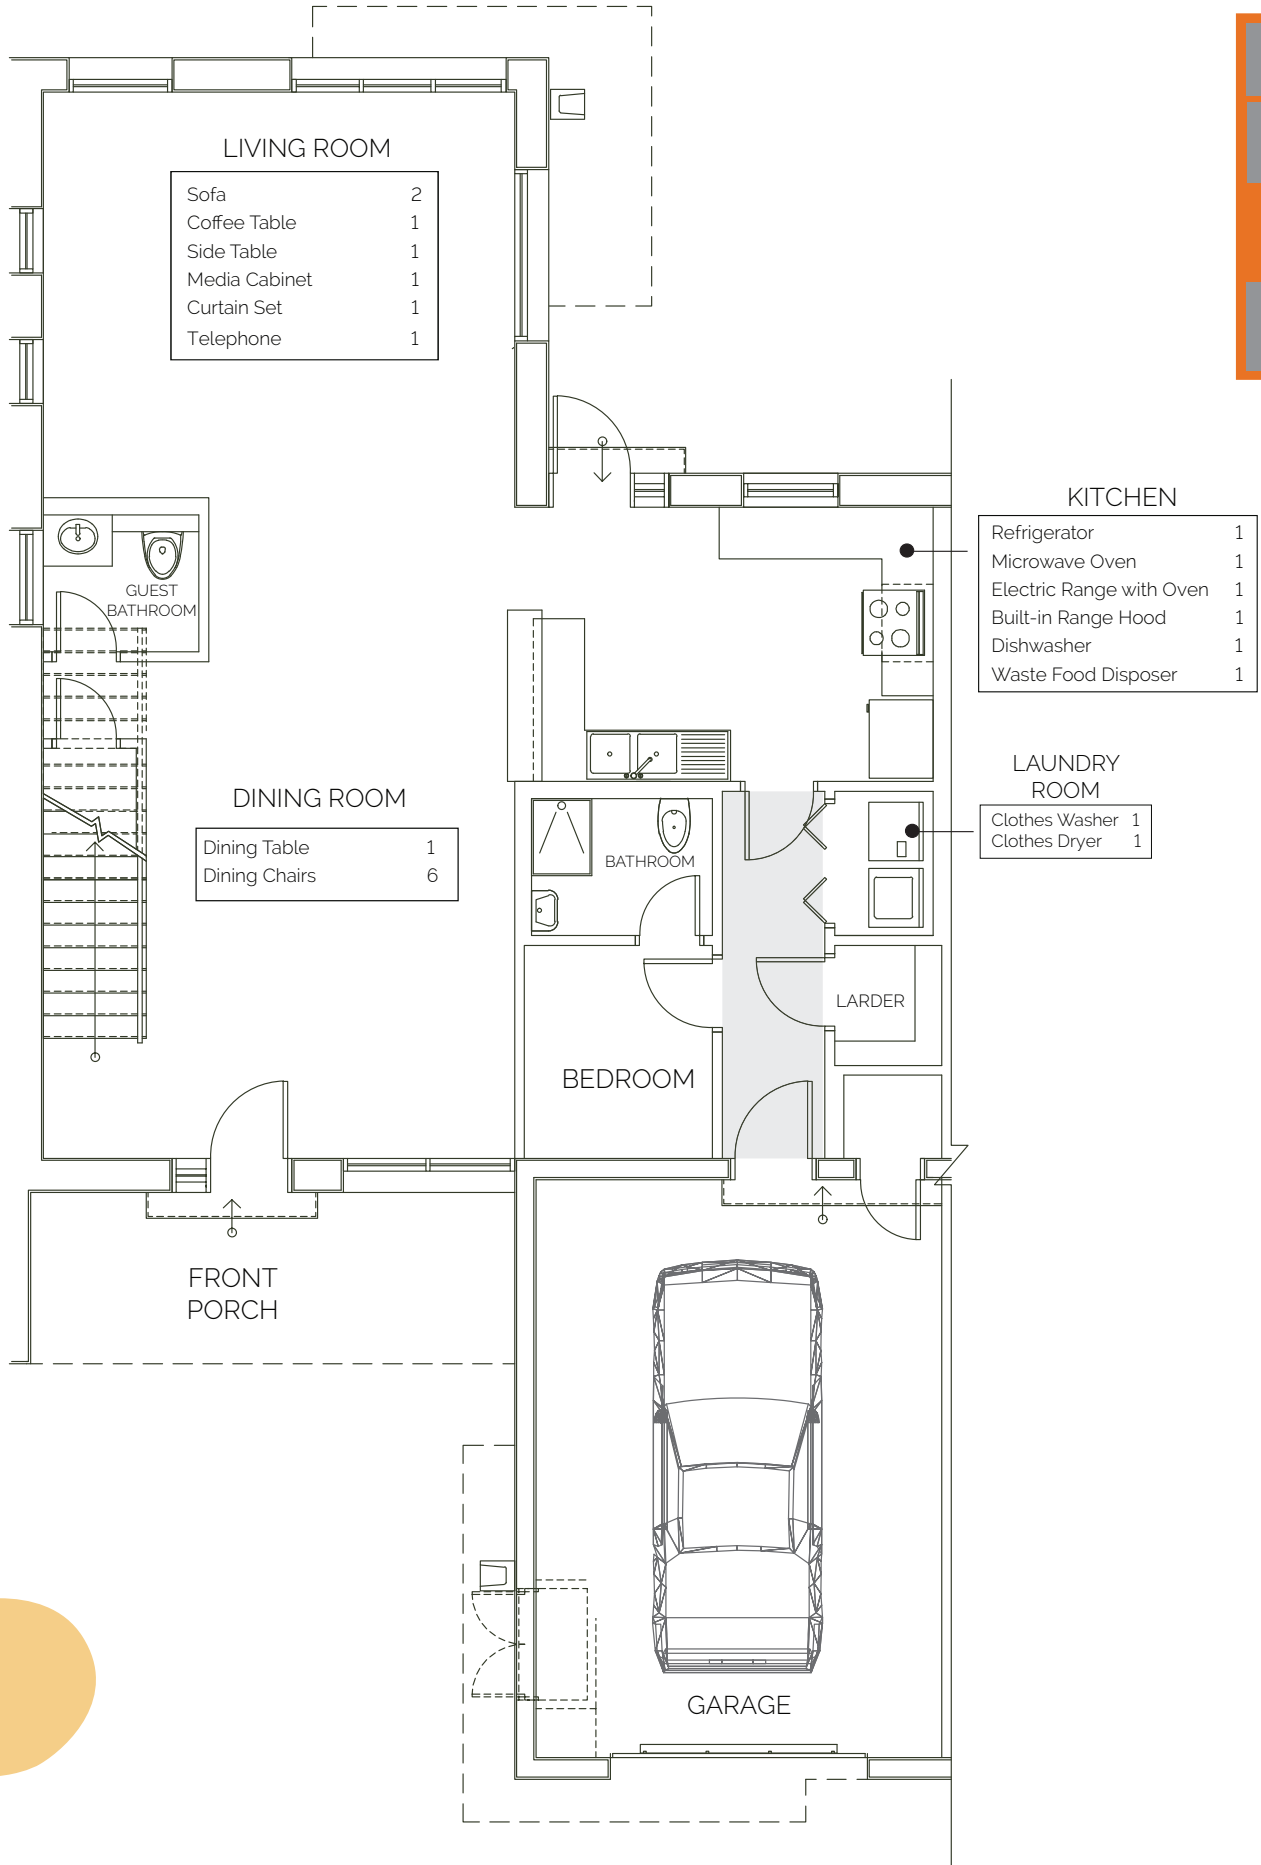 LIVING ROOM
Sofa 2
Coffee Table 1
Side Table 1
Media Cabinet 1
Curtain Set 1
Telephone 1
KITCHEN
Refrigerator 1
Microwave Oven 1
Electric Range with Oven 1
Built-in Range Hood 1
Dishwasher 1
Waste Food Disposer 1
GUEST
BATHROOM
LAUNDRY
ROOM
Clothes Washer 1
Clothes Dryer 1
DINING ROOM
Dining Table 1
Dining Chairs 6
BATHROOM
LARDER
BEDROOM
FRONT
PORCH
GARAGE